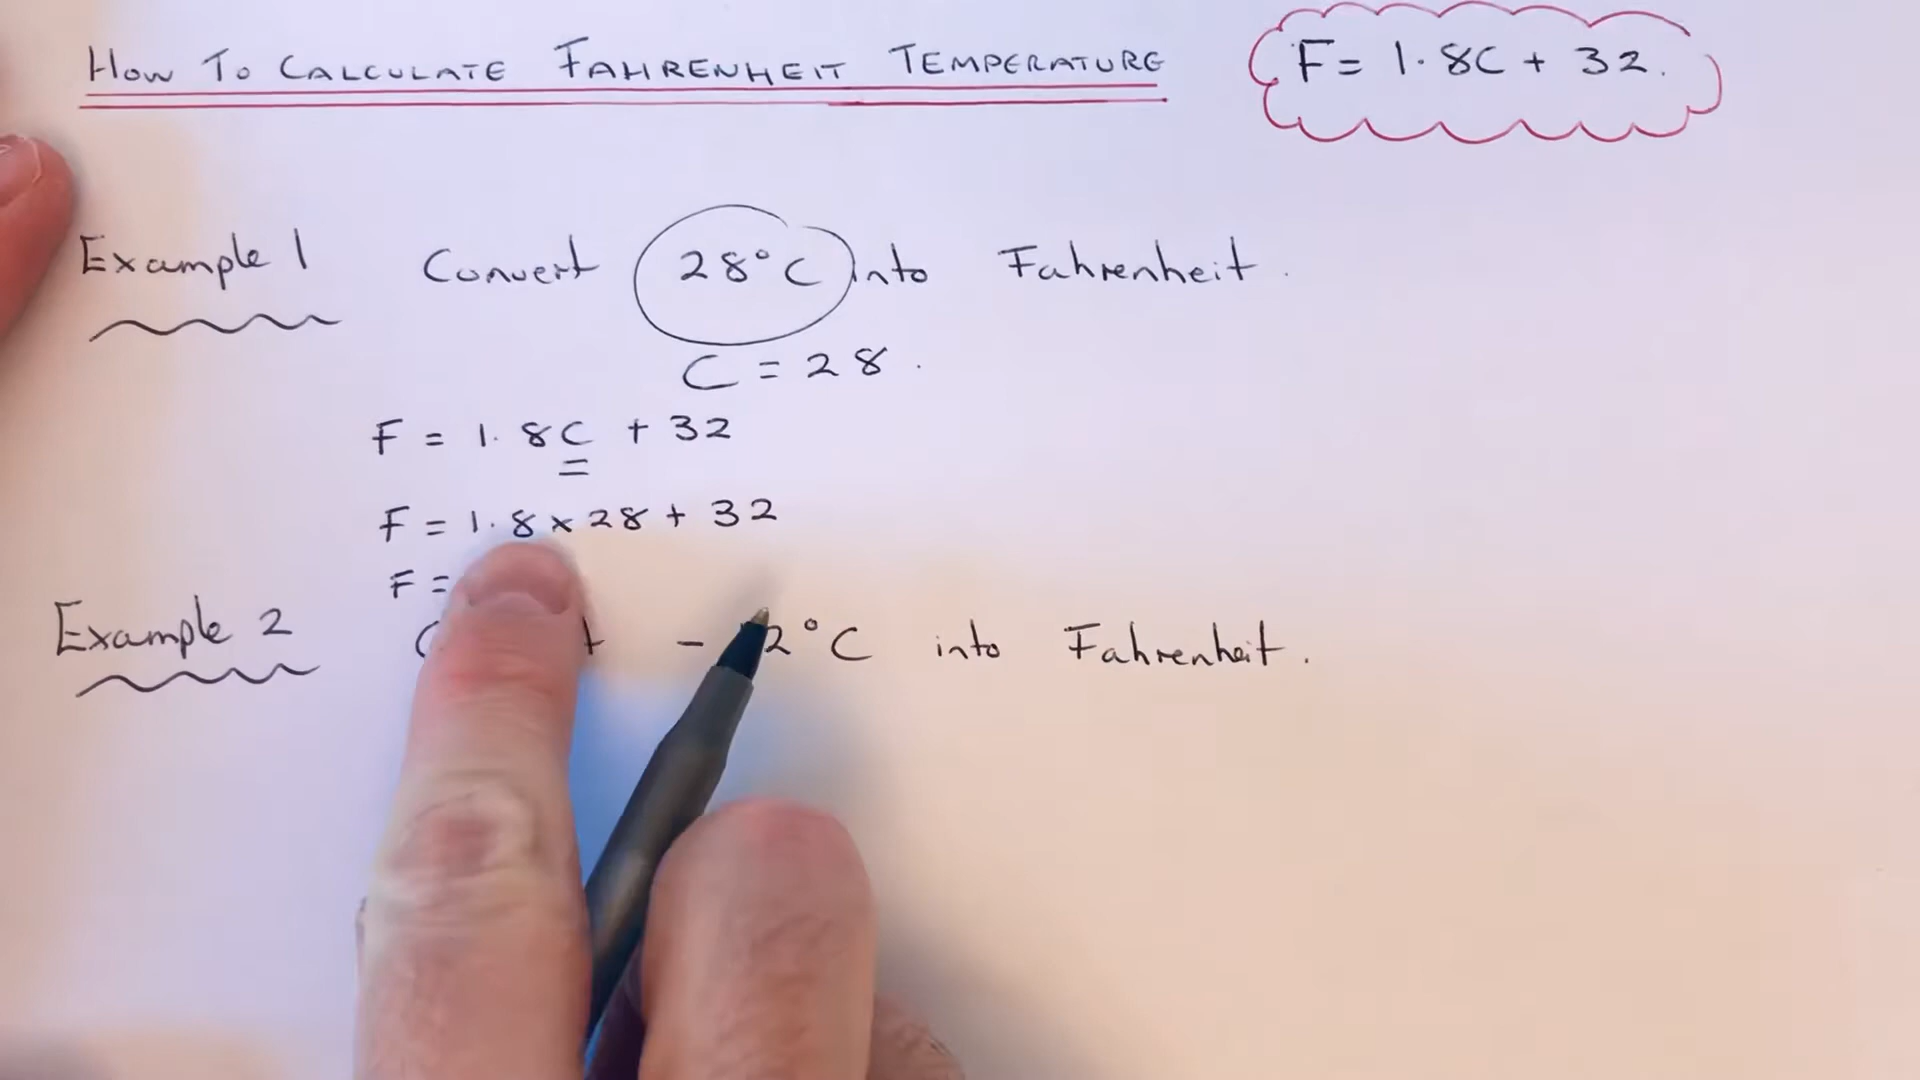 HOW TO CALCULATE FAHRENHEIT TEMPERATURE
F = 1.8C + 32.
Example 1 Convert 28°C into Fahrenheit.
C = 28.
F = 1.8C + 32
F = 1.8 x 28 + 32
F =
Example 2 2°C into Fahrenheit.